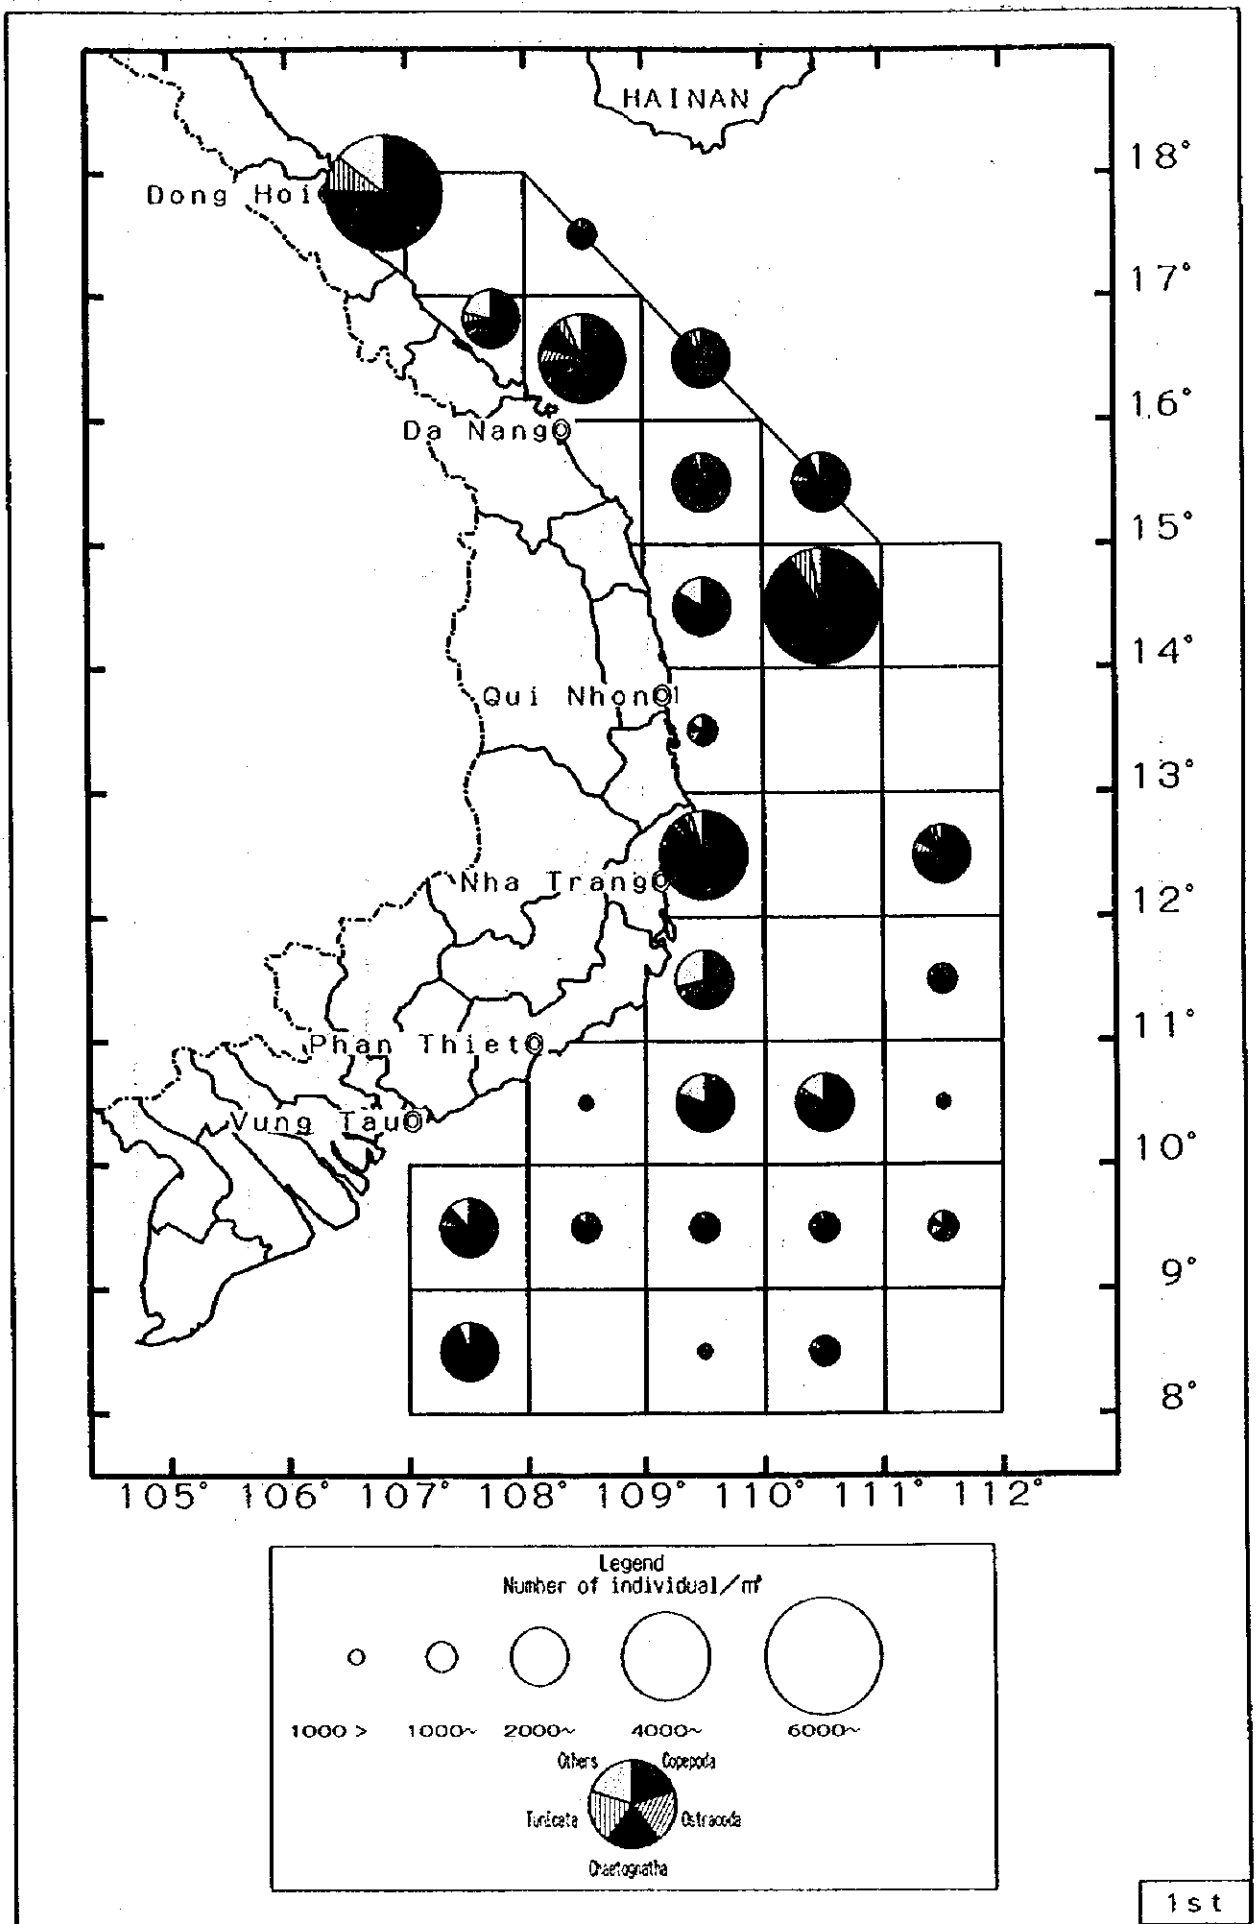 HAINAN
18°
Dong Hoi
17°
16°
Da Nang
15°
14°
Qui Nhon
13°
Nha Trang
12°
11°
Phan Thiet
Vung Tau
10°
9°
8°
105° 106° 107° 108° 109° 110° 111° 112°
Legend
Number of individual/㎡
1000 > 1000~ 2000~ 4000~ 6000~
Others Copepoda
Tunicata Ostracoda
Chaetognatha
1st